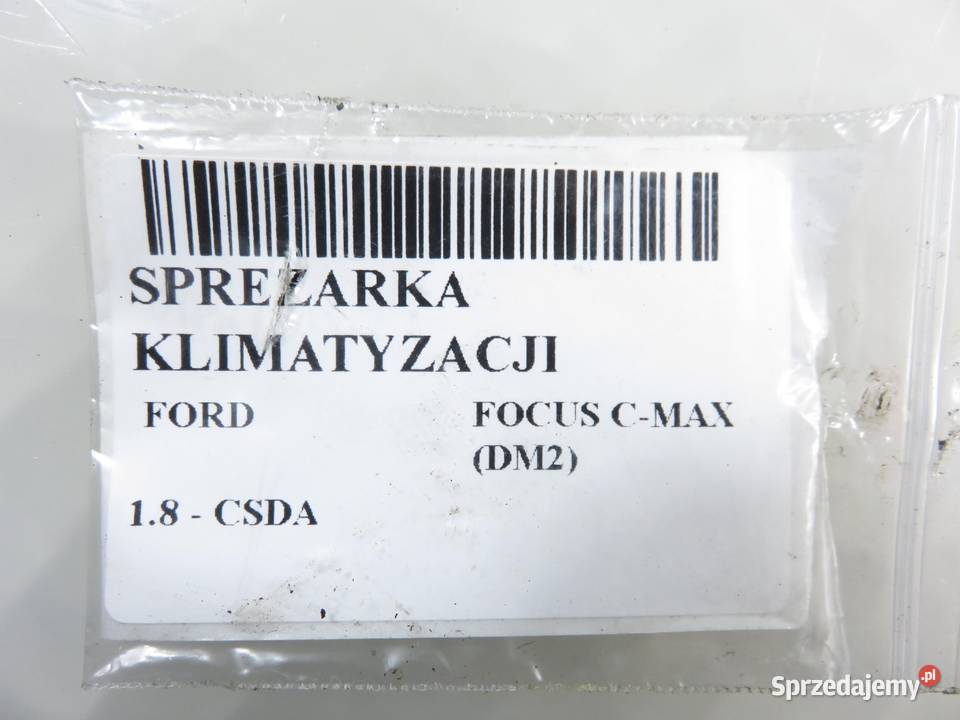 SPREZARKA
KLIMATYZACJI
FORD FOCUS C-MAX
(DM2)
1.8 - CSDA
Sprzedajemy.pl